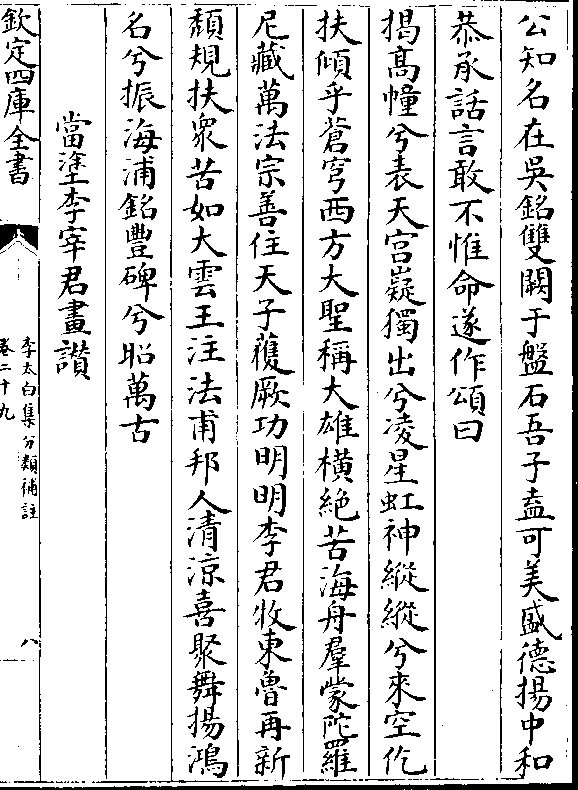 公知名在吳銘雙闕于盤石吾子盍可美盛德揚中和
恭承話言敢不惟命遂作頌曰
揭髙幢兮表天宫嶷獨出兮凌星虹神縱縱兮來空仡
扶傾乎蒼穹西方大聖稱大雄横絶苦海舟羣蒙陀羅
尼藏萬法宗善住天子蒦厥功明明李君牧東魯再新
頽規扶衆苦如大雲王注法甫邦人清涼喜聚舞揚鴻
名兮振海浦銘豐碑兮昭萬古
當塗李宰君畫讃
欽定四庫全書
李太白集分類補註
卷二十九
八